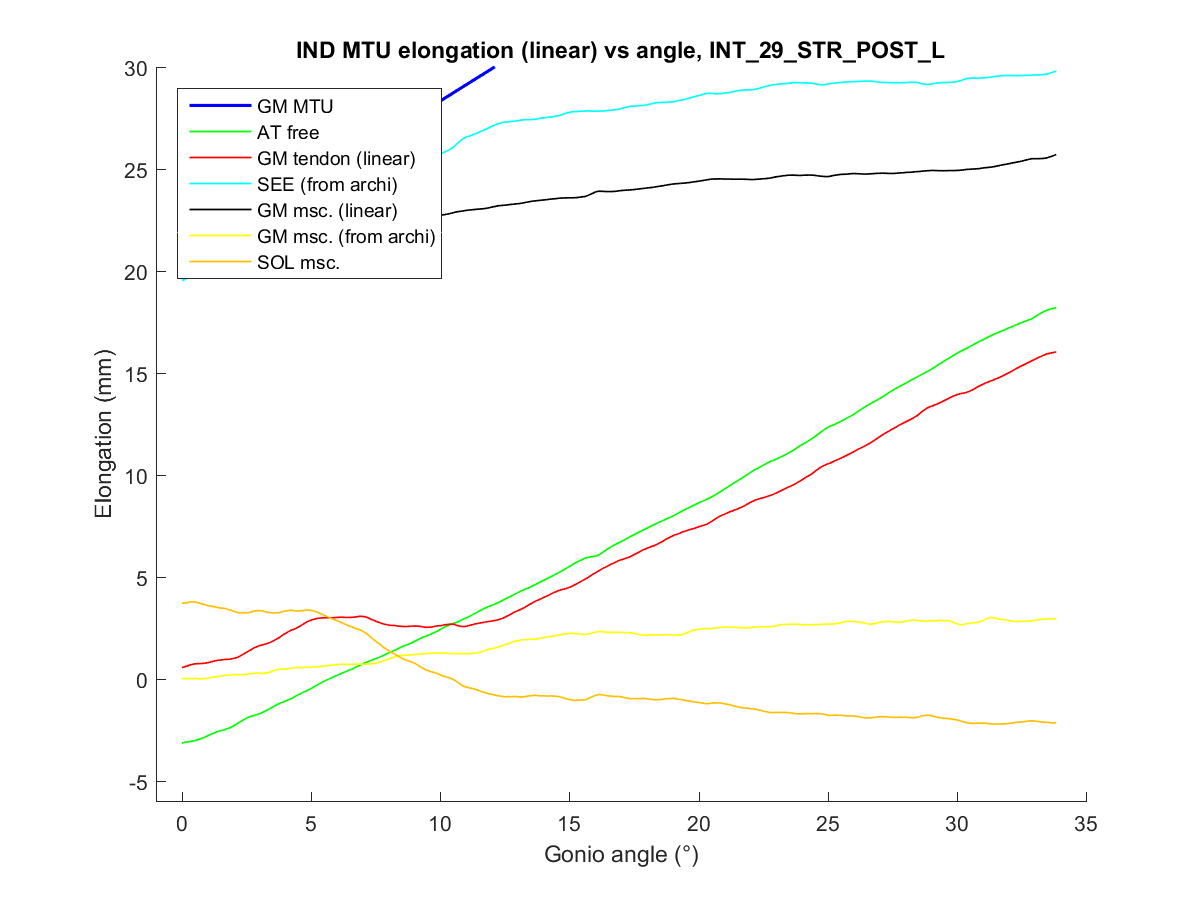 IND MTU elongation (linear) vs angle, INT_29_STR_POST_L
30
25
20
15
10
5
0
-5
Elongation (mm)
GM MTU
AT free
GM tendon (linear)
SEE (from archi)
GM msc. (linear)
GM msc. (from archi)
SOL msc.
0 5 10 15 20 25 30 35
Gonio angle (°)